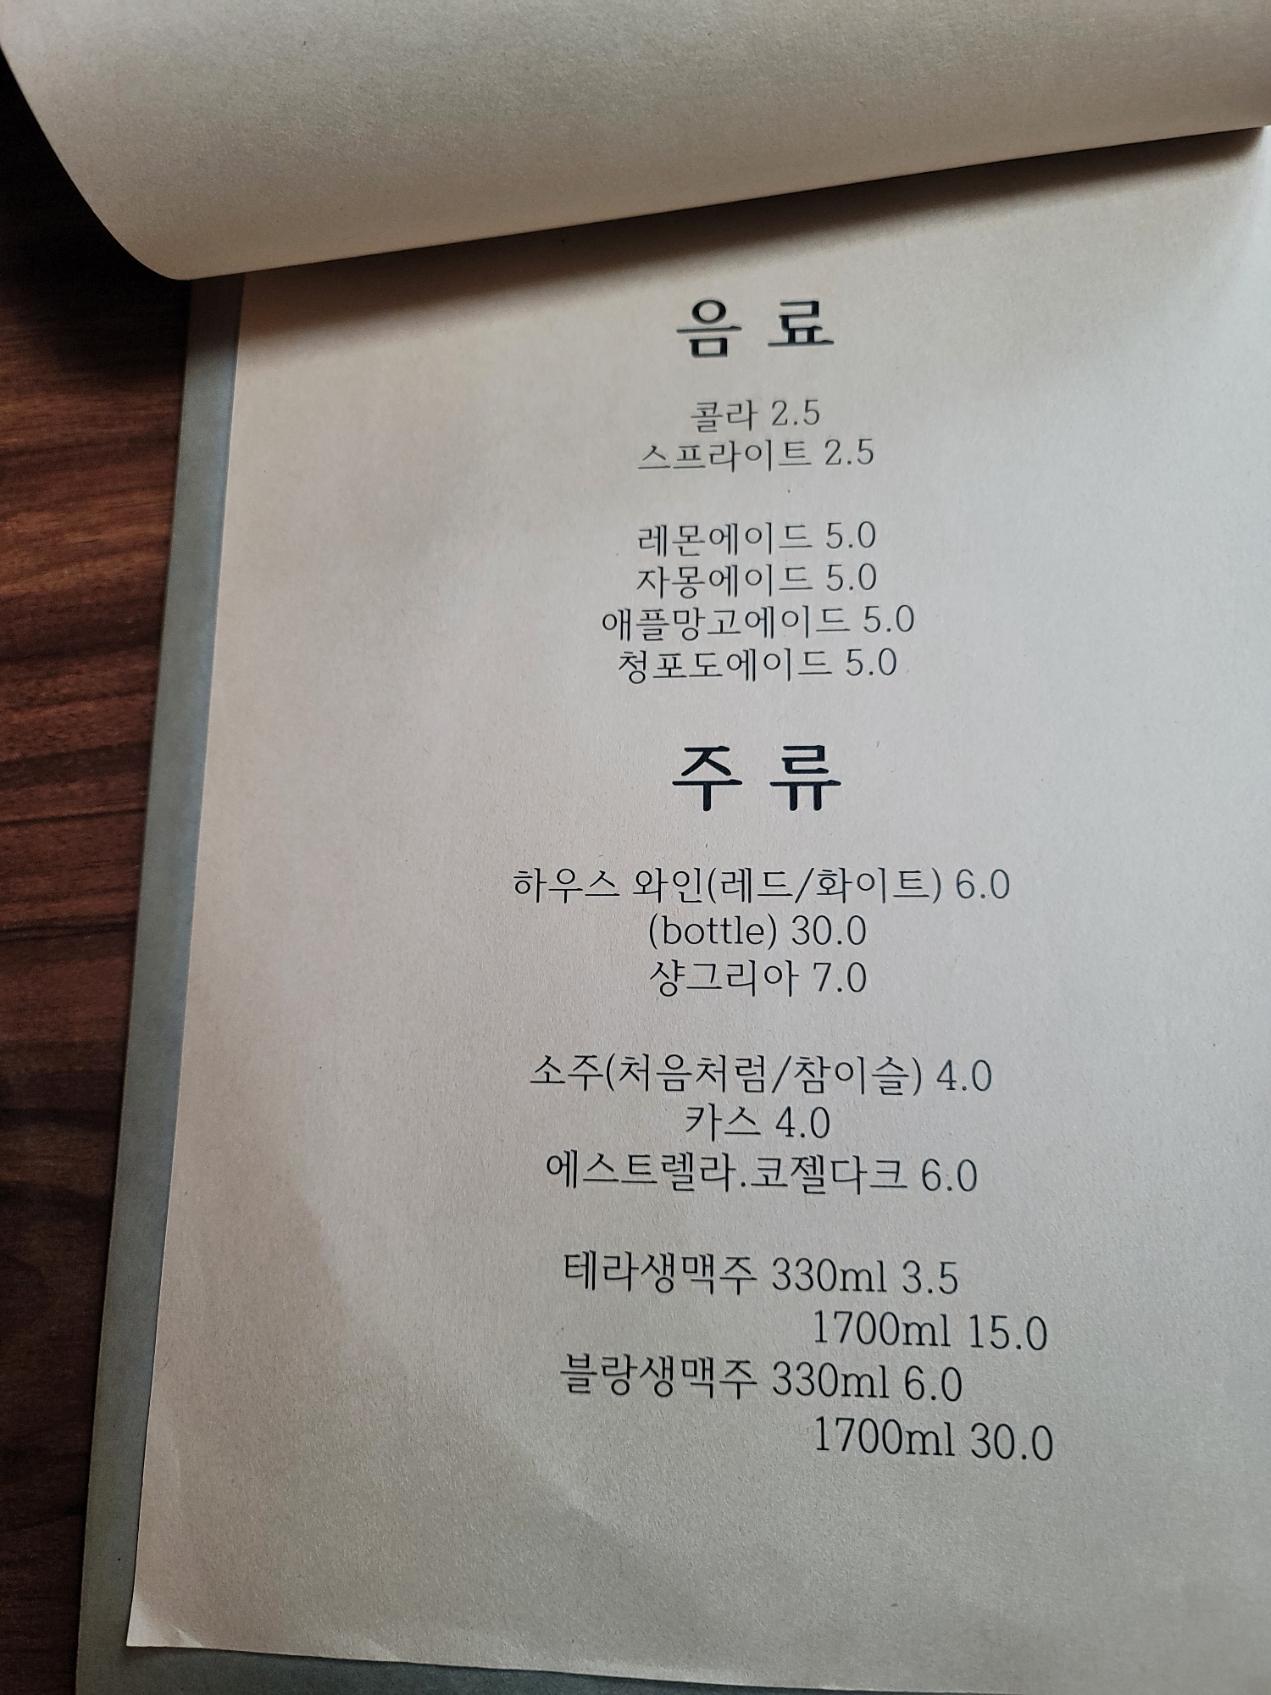 음 료
콜라 2.5
스프라이트 2.5
레몬에이드 5.0
자몽에이드 5.0
애플망고에이드 5.0
청포도에이드 5.0
주 류
하우스 와인(레드/화이트) 6.0
(bottle) 30.0
샹그리아 7.0
소주(처음처럼/참이슬) 4.0
카스 4.0
에스트렐라.코젤다크 6.0
테라생맥주 330ml 3.5
1700ml 15.0
블랑생맥주 330ml 6.0
1700ml 30.0